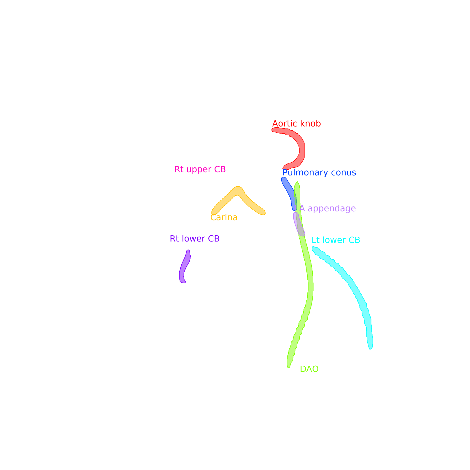 Aortic knob
Rt upper CB
Pulmonary conus
A appendage
Carina
Rt lower CB
Lt lower CB
DAO